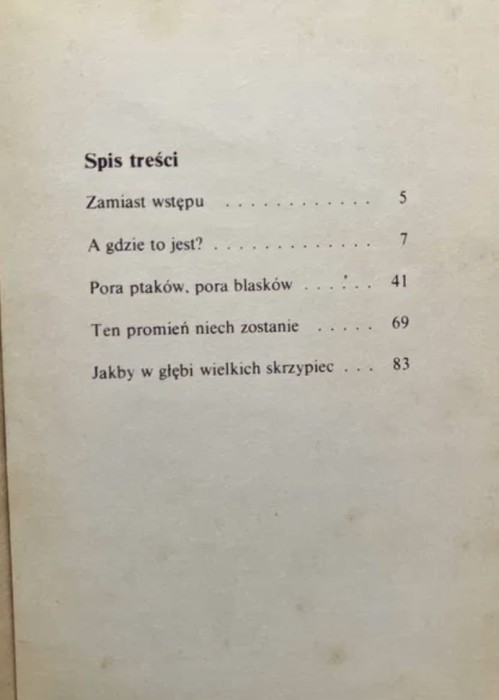 Spis treści
Zamiast wstępu . . . . . . . . . . . . 5
A gdzie to jest? . . . . . . . . . . . . . 7
Pora ptaków, pora blasków . . . . . . 41
Ten promień niech zostanie . . . . . 69
Jakby w głębi wielkich skrzypiec . . . 83